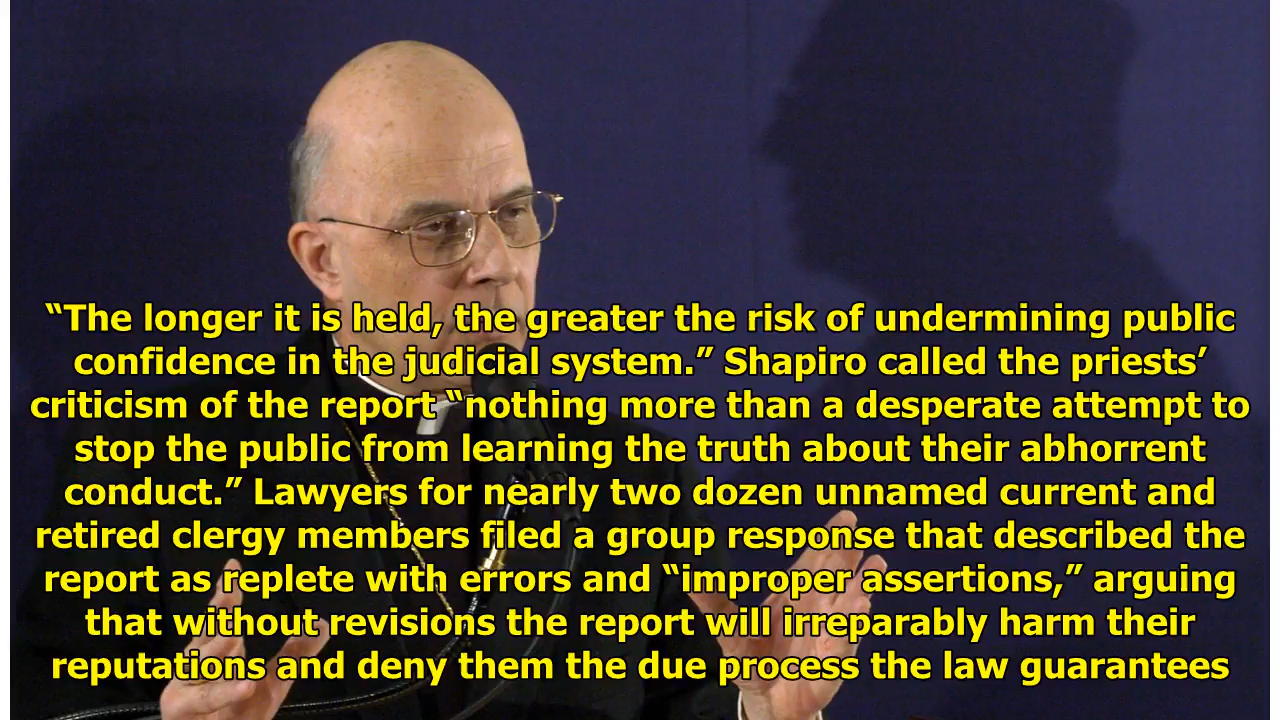 “The longer it is held, the greater the risk of undermining public
confidence in the judicial system.” Shapiro called the priests’
criticism of the report “nothing more than a desperate attempt to
stop the public from learning the truth about their abhorrent
conduct.” Lawyers for nearly two dozen unnamed current and
retired clergy members filed a group response that described the
report as replete with errors and “improper assertions,” arguing
that without revisions the report will irreparably harm their
reputations and deny them the due process the law guarantees